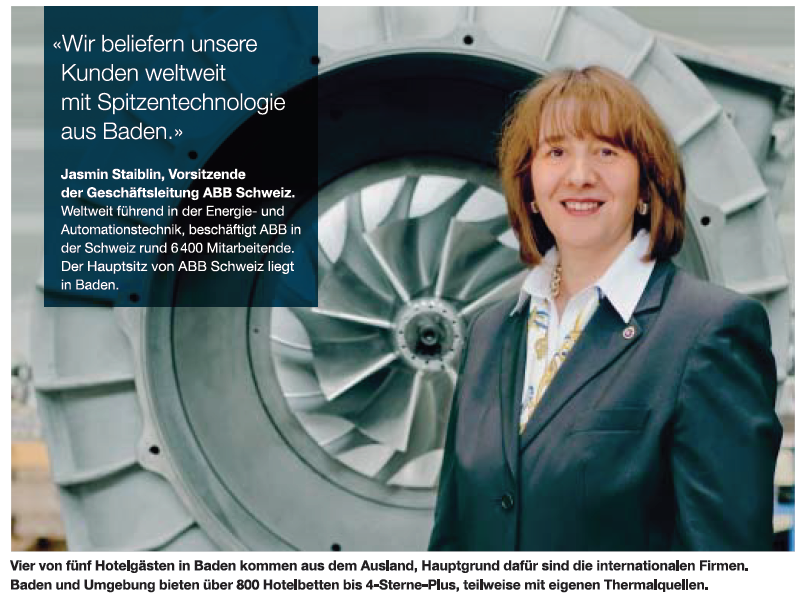 «Wir beliefern unsere
Kunden weltweit
mit Spitzentechnologie
aus Baden.»
Jasmin Staiblin, Vorsitzende
der Geschäftsleitung ABB Schweiz.
Weltweit führend in der Energie- und
Automationstechnik, beschäftigt ABB in
der Schweiz rund 6400 Mitarbeitende.
Der Hauptsitz von ABB Schweiz liegt
in Baden.
Vier von fünf Hotelgästen in Baden kommen aus dem Ausland, Hauptgrund dafür sind die internationalen Firmen.
Baden und Umgebung bieten über 800 Hotelbetten bis 4-Sterne-Plus, teilweise mit eigenen Thermalquellen.